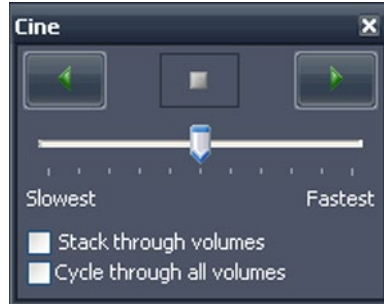 Cine
Slowest Fastest
Stack through volumes
Cycle through all volumes